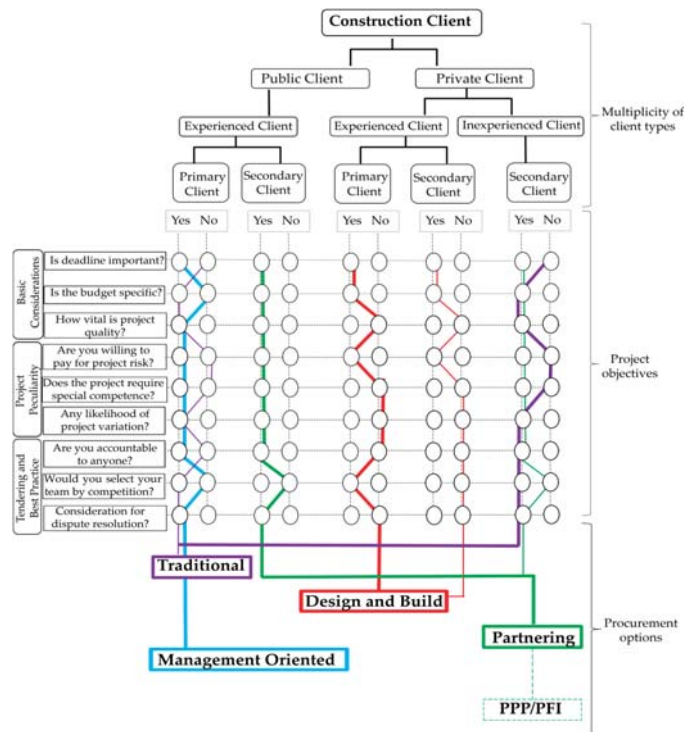 Construction Client
Public Client
Private Client
Experienced Client
Experienced Client
Inexperienced Client
Multiplicity of
client types
Primary
Client
Secondary
Client
Primary
Client
Secondary
Client
Secondary
Client
Yes No
Yes No
Yes No
Yes No
Yes No
Basic
Considerations
Is deadline important?
Is the budget specific?
How vital is project
quality?
Project
Peculiarity
Are you willing to
pay for project risk?
Does the project require
special competence?
Any likelihood of
project variation?
Project
objectives
Tendering and
Best Practice
Are you accountable
to anyone?
Would you select your
team by competition?
Consideration for
dispute resolution?
Traditional
Design and Build
Partnering
Management Oriented
Procurement
options
PPP/PFI